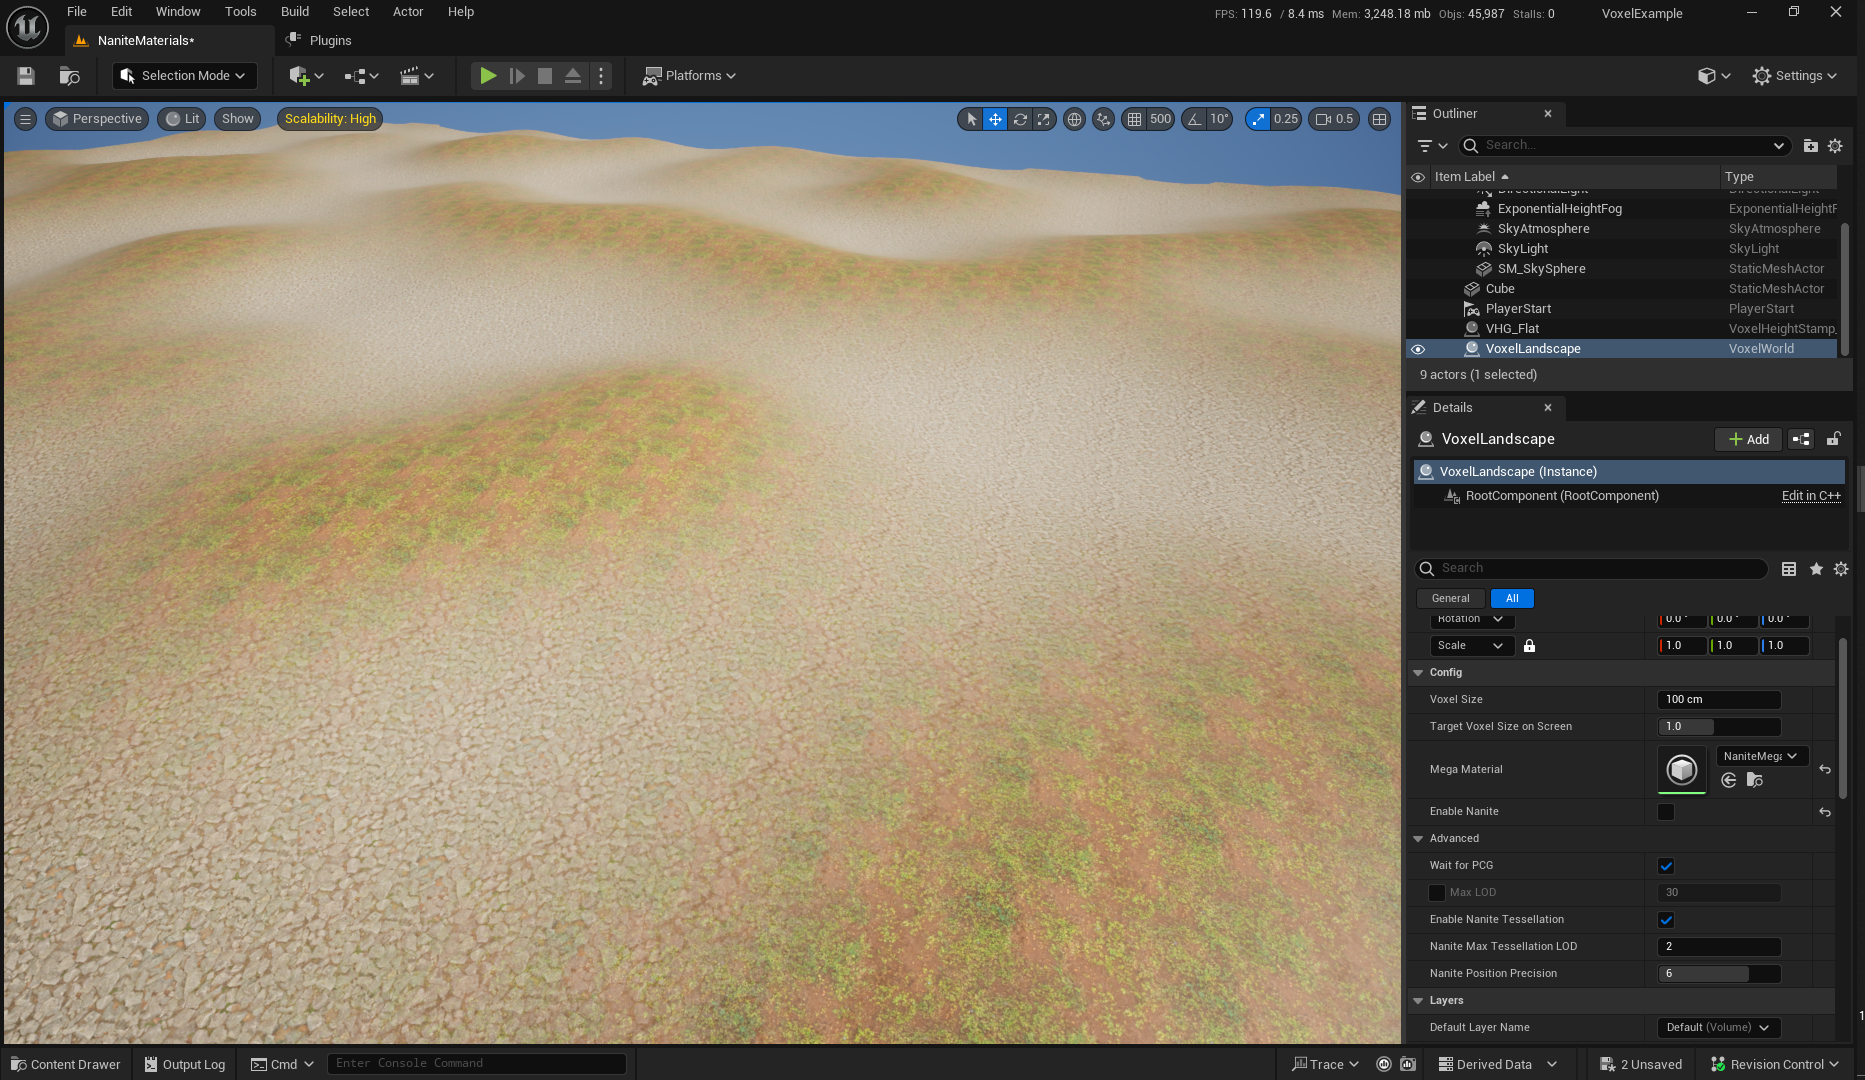 File Edit Window Tools Build Select Actor Help
FPS: 119.6 / 8.4 ms Mem: 3,248.18 mb Objs: 45,987 Stalls: 0 VoxelExample
NaniteMaterials* Plugins
Selection Mode Platforms Settings
Perspective Lit Show Scalability: High 500 10° 0.25 0.5
Outliner
Search...
Item Label Type
DirectionalLight DirectionalLight
ExponentialHeightFog ExponentialHeightF
SkyAtmosphere SkyAtmosphere
SkyLight SkyLight
SM_SkySphere StaticMeshActor
Cube StaticMeshActor
PlayerStart PlayerStart
VHG_Flat VoxelHeightStamp_
VoxelLandscape VoxelWorld
9 actors (1 selected)
Details
VoxelLandscape Add
VoxelLandscape (Instance)
RootComponent (RootComponent) Edit in C++
Search
General All
Rotation 0.0 ° 0.0 ° 0.0 °
Scale 1.0 1.0 1.0
Config
Voxel Size 100 cm
Target Voxel Size on Screen 1.0
Mega Material NaniteMega
Enable Nanite
Advanced
Wait for PCG
Max LOD 30
Enable Nanite Tessellation
Nanite Max Tessellation LOD 2
Nanite Position Precision 6
Layers
Default Layer Name Default (Volume)
Content Drawer Output Log Cmd Enter Console Command Trace Derived Data 2 Unsaved Revision Control